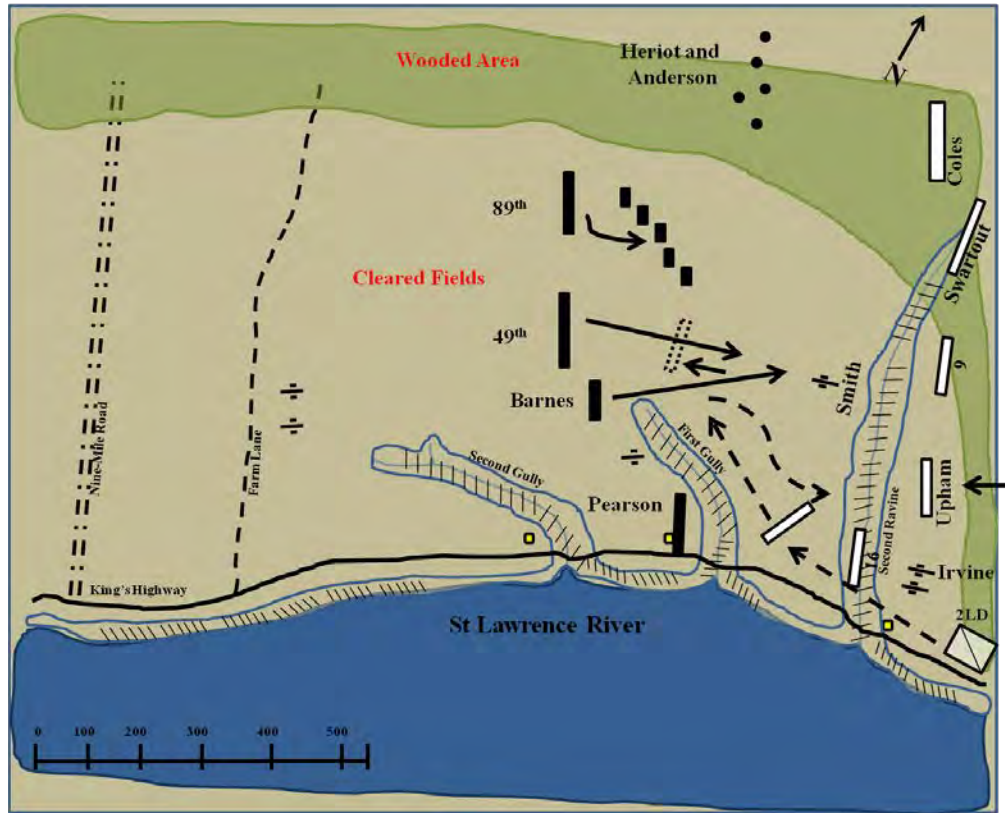 Wooded Area
Heriot and
Anderson
N
Coles
Swartout
89th
Cleared Fields
49th
Barnes
Smith
9
Nine-Mile Road
Farm Lane
Second Gully
First Gully
Pearson
Upham
16
Second Ravine
Irvine
2LD
King's Highway
St Lawrence River
0 100 200 300 400 500